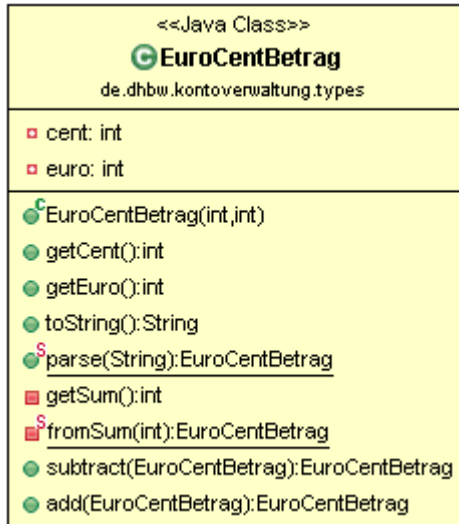 <<Java Class>>
EuroCentBetrag
de.dhbw.kontoverwaltung.types
cent: int
euro: int
EuroCentBetrag(int,int)
getCent():int
getEuro():int
toString():String
parse(String):EuroCentBetrag
getSum():int
fromSum(int):EuroCentBetrag
subtract(EuroCentBetrag):EuroCentBetrag
add(EuroCentBetrag):EuroCentBetrag